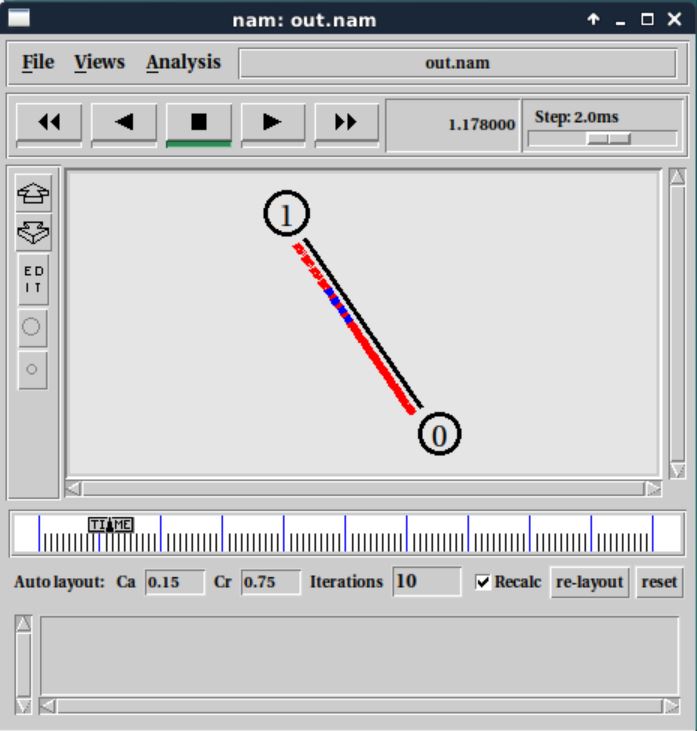 nam: out.nam
File Views Analysis out.nam
1.178000 Step: 2.0ms
1
E D
I T
0
TIME
Auto layout: Ca 0.15 Cr 0.75 Iterations 10 Recalc re-layout reset